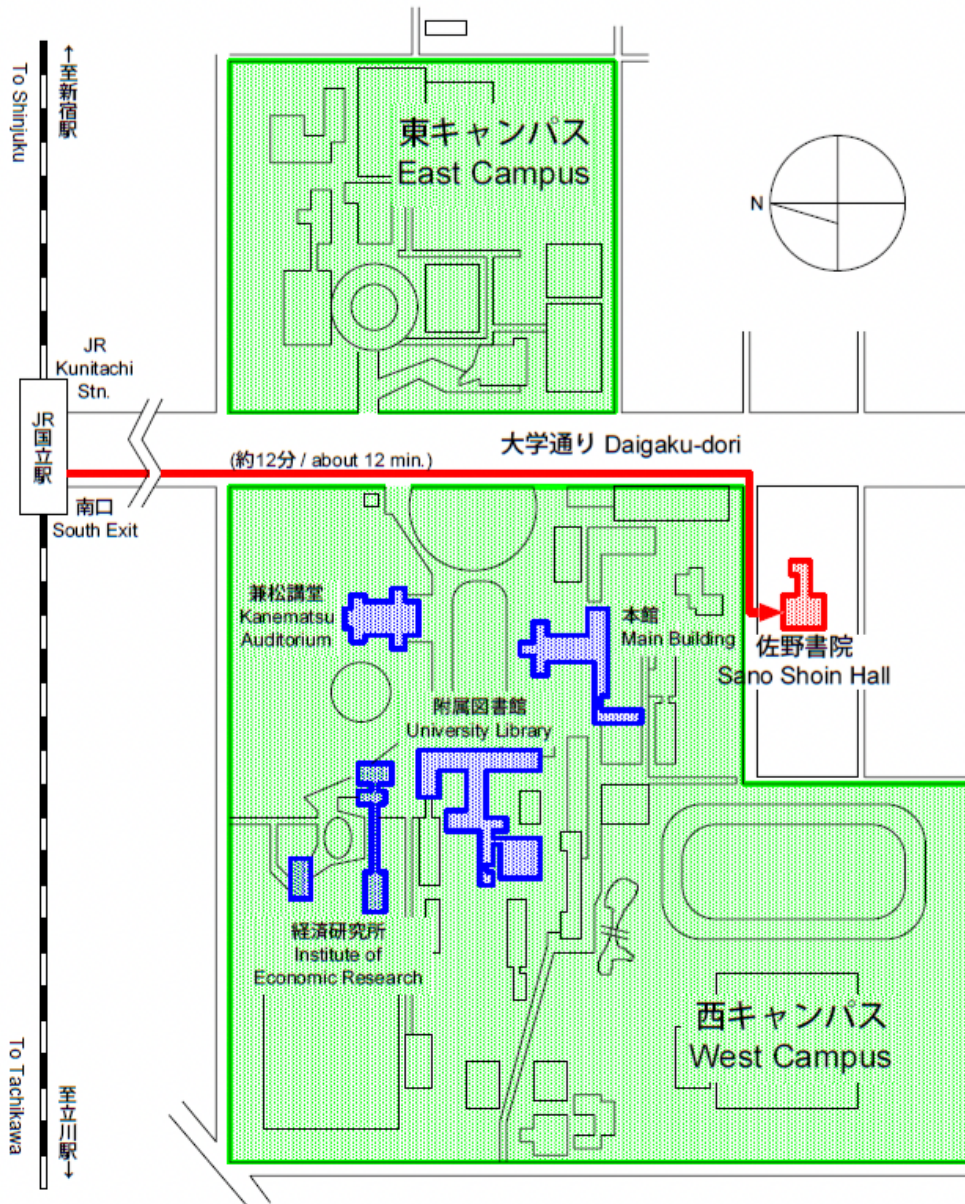 ↑至新宿駅
To Shinjuku
東キャンパス
East Campus
N
JR
Kunitachi
Stn.
JR国立駅
大学通り Daigaku-dori
(約12分 / about 12 min.)
南口
South Exit
兼松講堂
Kanematsu
Auditorium
本館
Main Building
佐野書院
Sano Shoin Hall
附属図書館
University Library
経済研究所
Institute of
Economic Research
西キャンパス
West Campus
To Tachikawa
至立川駅↓